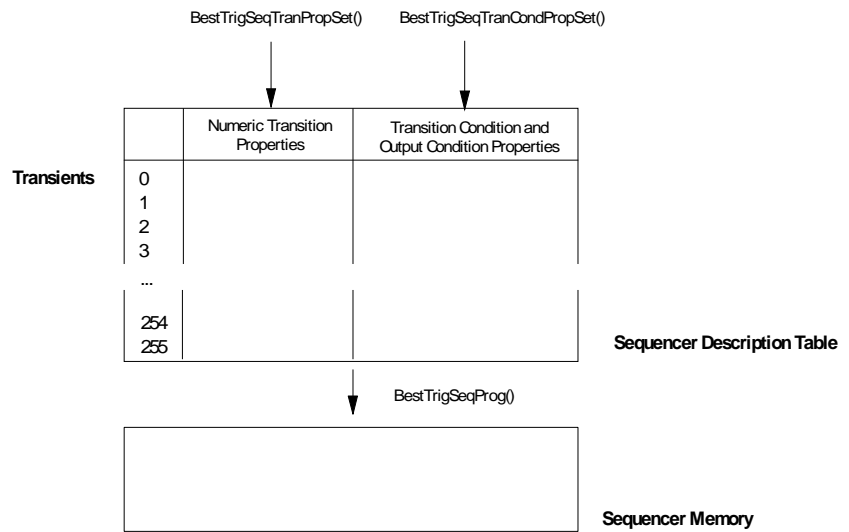 BestTrigSeqTranPropSet() BestTrigSeqTranCondPropSet()
Numeric Transition
Properties
Transition Condition and
Output Condition Properties
Transients
0
1
2
3
...
254
255
Sequencer Description Table
BestTrigSeqProg()
Sequencer Memory